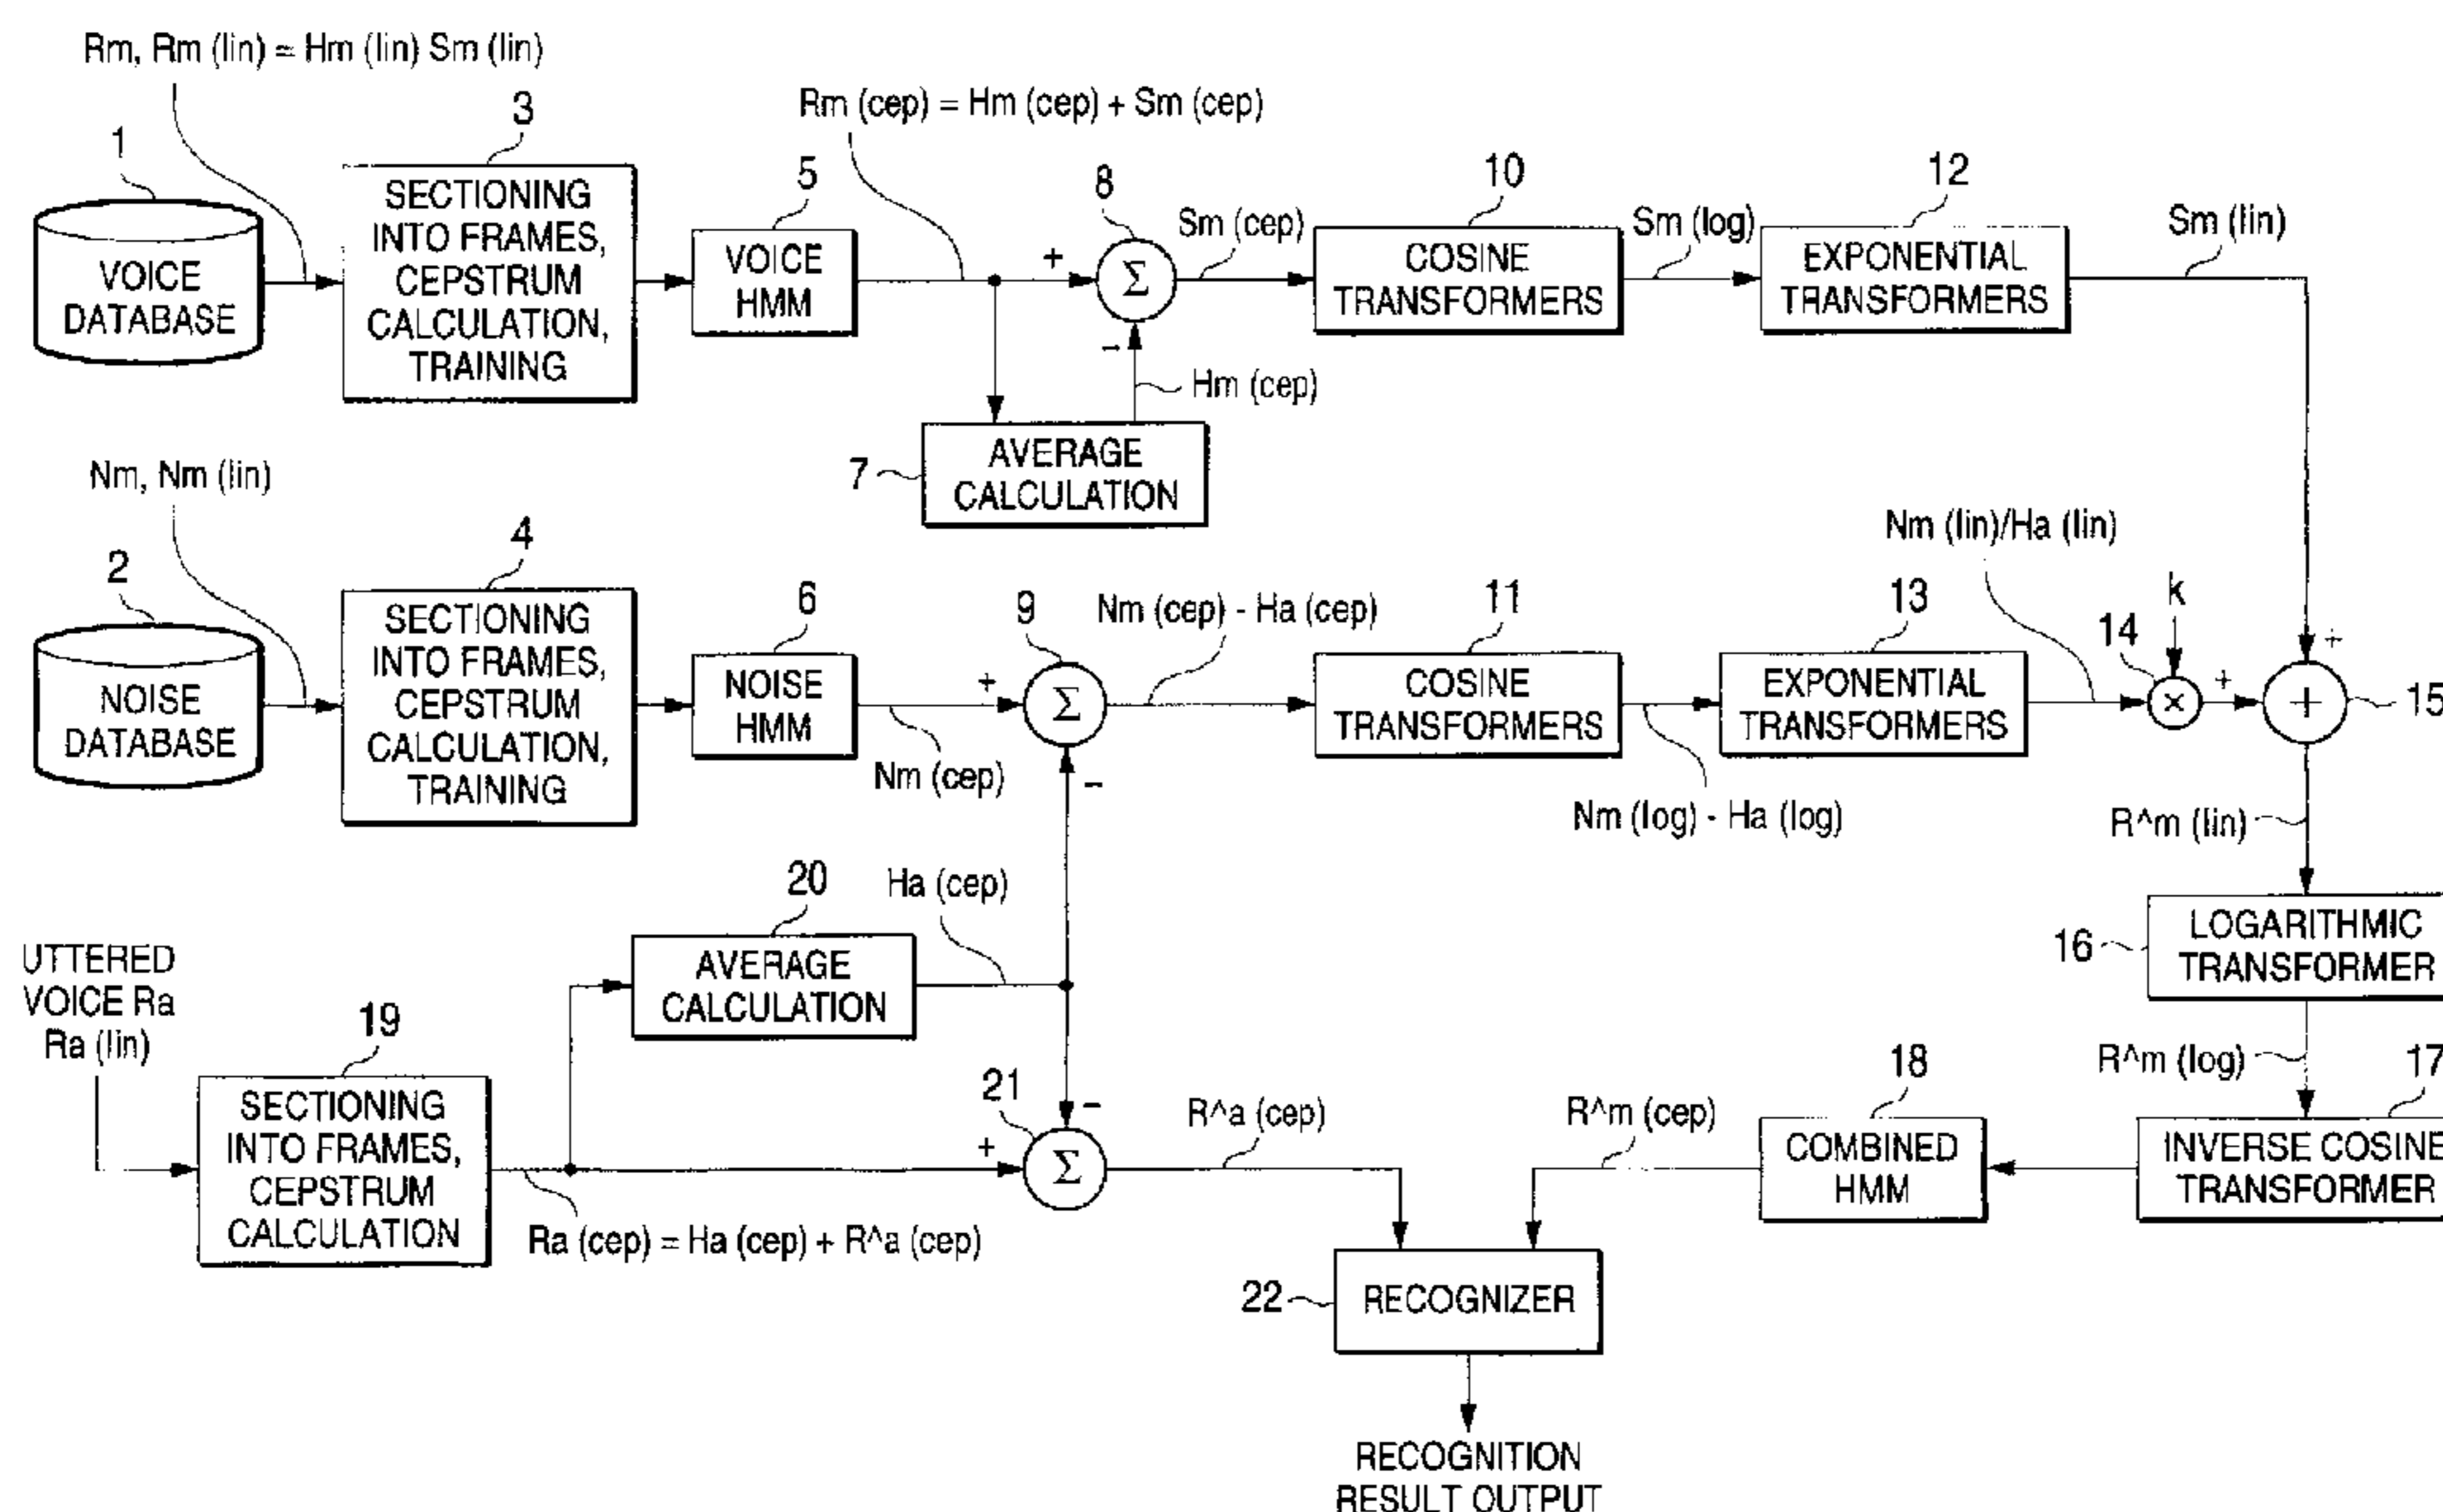 Rm, Rm (lin) = Hm (lin) Sm (lin)
1
VOICE
DATABASE
3
SECTIONING
INTO FRAMES,
CEPSTRUM
CALCULATION,
TRAINING
5
VOICE
HMM
Rm (cep) = Hm (cep) + Sm (cep)
+
8
Σ
-
Hm (cep)
7
AVERAGE
CALCULATION
Sm (cep)
10
COSINE
TRANSFORMERS
Sm (log)
12
EXPONENTIAL
TRANSFORMERS
Sm (lin)
Nm, Nm (lin)
2
NOISE
DATABASE
4
SECTIONING
INTO FRAMES,
CEPSTRUM
CALCULATION,
TRAINING
6
NOISE
HMM
Nm (cep)
+
9
Σ
-
Nm (cep) - Ha (cep)
11
COSINE
TRANSFORMERS
Nm (log) - Ha (log)
13
EXPONENTIAL
TRANSFORMERS
Nm (lin)/Ha (lin)
k
14
×
+
+
+
15
R^m (lin)
16
LOGARITHMIC
TRANSFORMER
R^m (log)
17
INVERSE COSINE
TRANSFORMER
18
COMBINED
HMM
R^m (cep)
UTTERED
VOICE Ra
Ra (lin)
19
SECTIONING
INTO FRAMES,
CEPSTRUM
CALCULATION
Ra (cep) = Ha (cep) + R^a (cep)
20
AVERAGE
CALCULATION
Ha (cep)
21
-
+
Σ
R^a (cep)
22
RECOGNIZER
RECOGNITION
RESULT OUTPUT